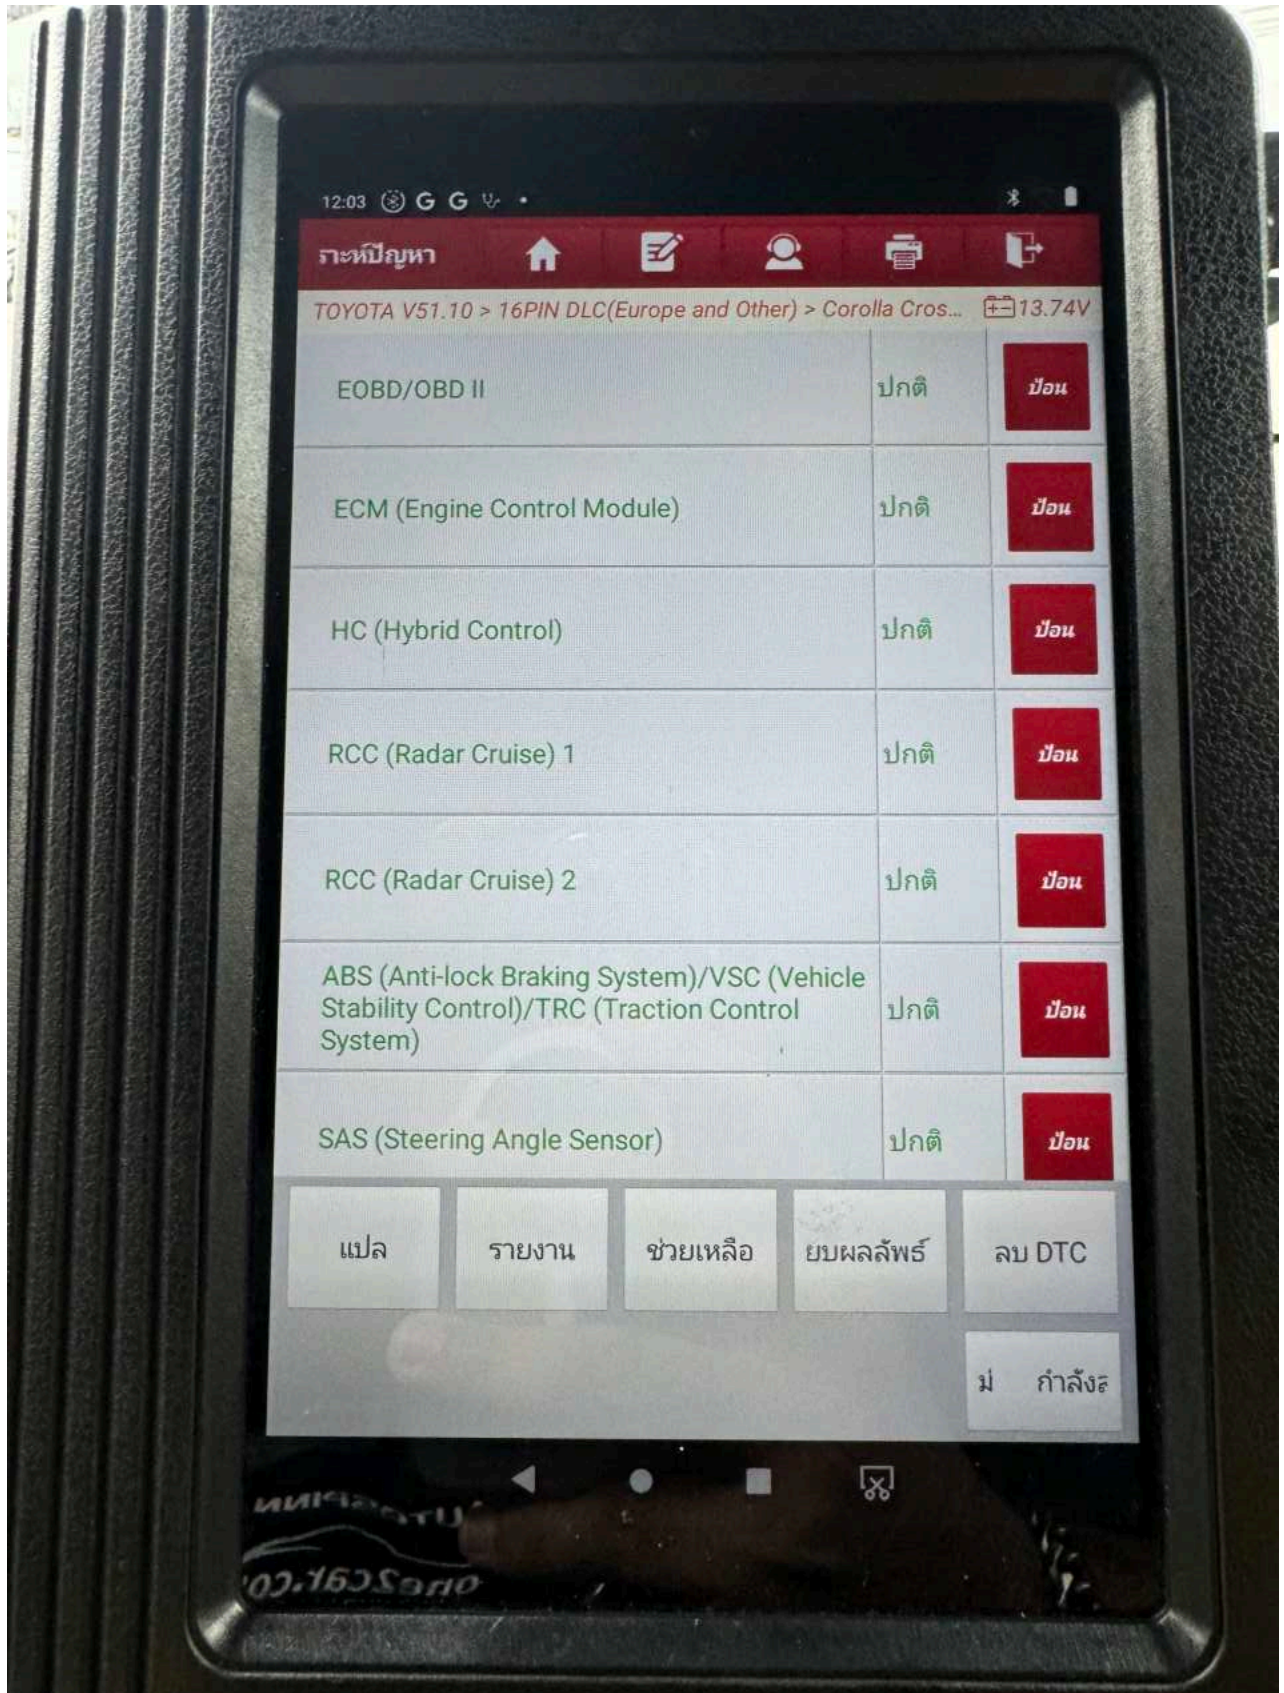 12:03 G G
ราะห์ปัญหา
TOYOTA V51.10 > 16PIN DLC(Europe and Other) > Corolla Cros... 13.74V
EOBD/OBD II ปกติ ป้อน
ECM (Engine Control Module) ปกติ ป้อน
HC (Hybrid Control) ปกติ ป้อน
RCC (Radar Cruise) 1 ปกติ ป้อน
RCC (Radar Cruise) 2 ปกติ ป้อน
ABS (Anti-lock Braking System)/VSC (Vehicle
Stability Control)/TRC (Traction Control
System) ปกติ ป้อน
SAS (Steering Angle Sensor) ปกติ ป้อน
แปล รายงาน ช่วยเหลือ ยบผลลัพธ์ ลบ DTC
ม่ กำลังส
one2car.co